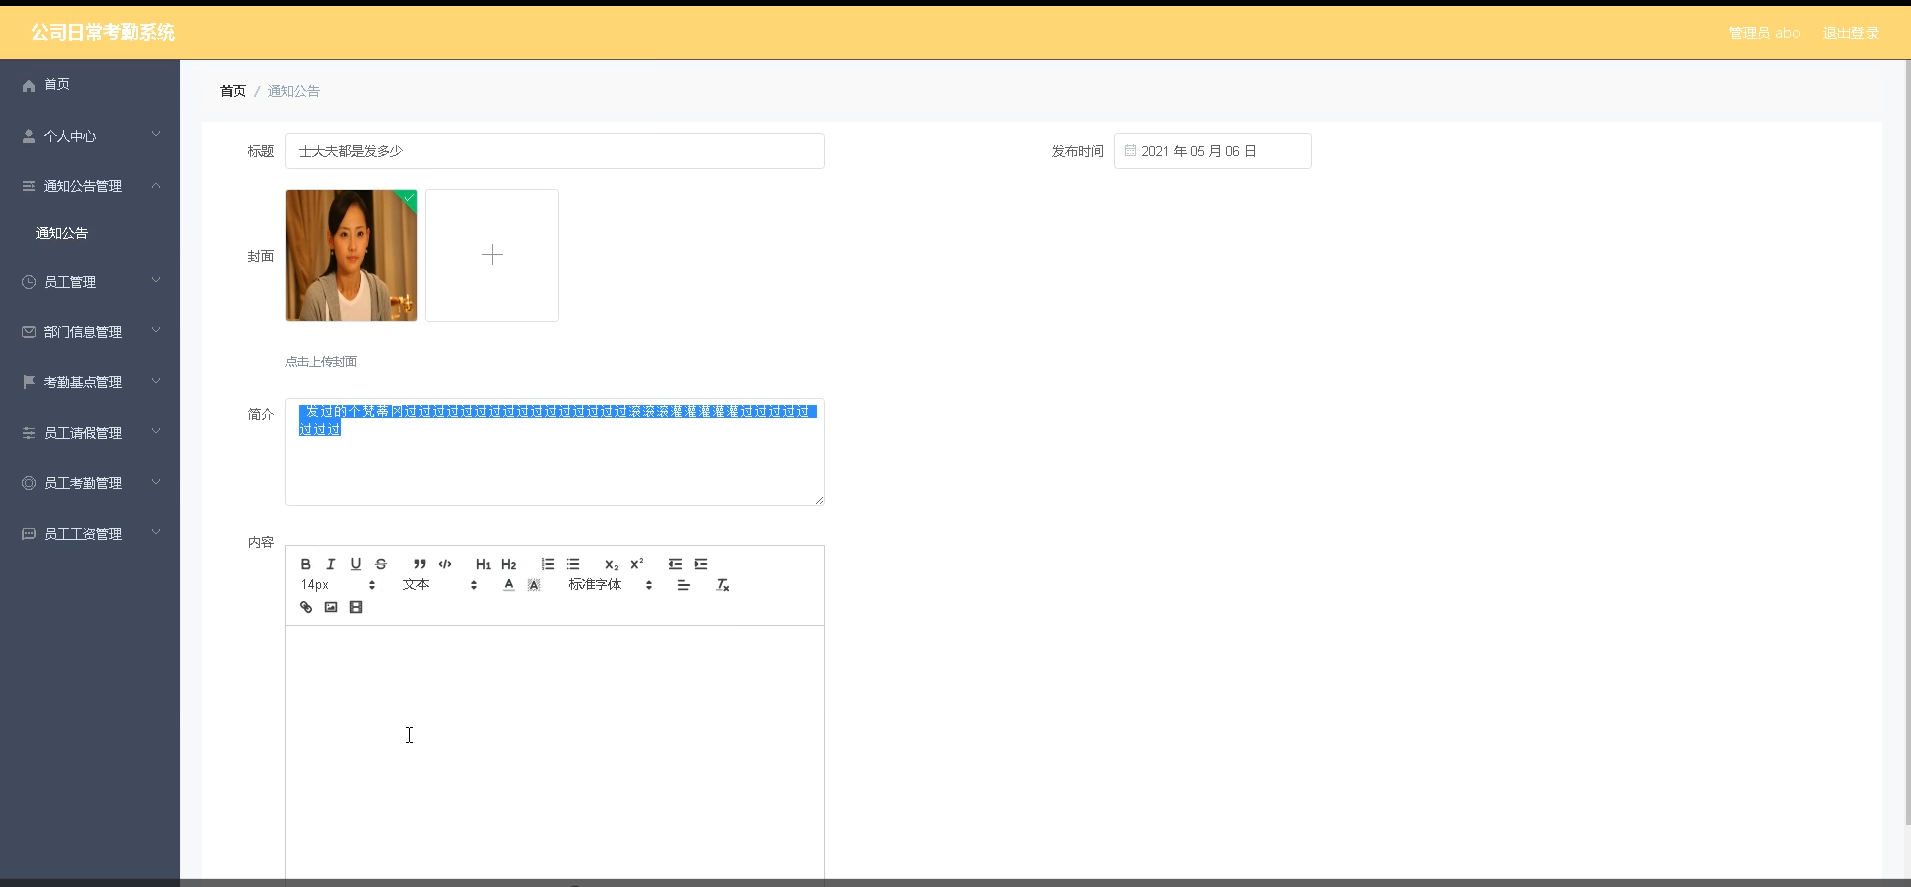 公司日常考勤系统
管理员 abo 退出登录
首页
个人中心
通知公告管理
通知公告
员工管理
部门信息管理
考勤基点管理
员工请假管理
员工考勤管理
员工工资管理
首页 / 通知公告
标题 士大夫都是发多少
发布时间 2021 年 05 月 06 日
封面
点击上传封面
简介
发过的个梵蒂冈过过过过过过过过过过过过过过过过滚滚滚灌灌灌灌灌过过过过过
过过过
内容
B I U S H1 H2 X2 X2
14px 文本 A A 标准字体 Tx